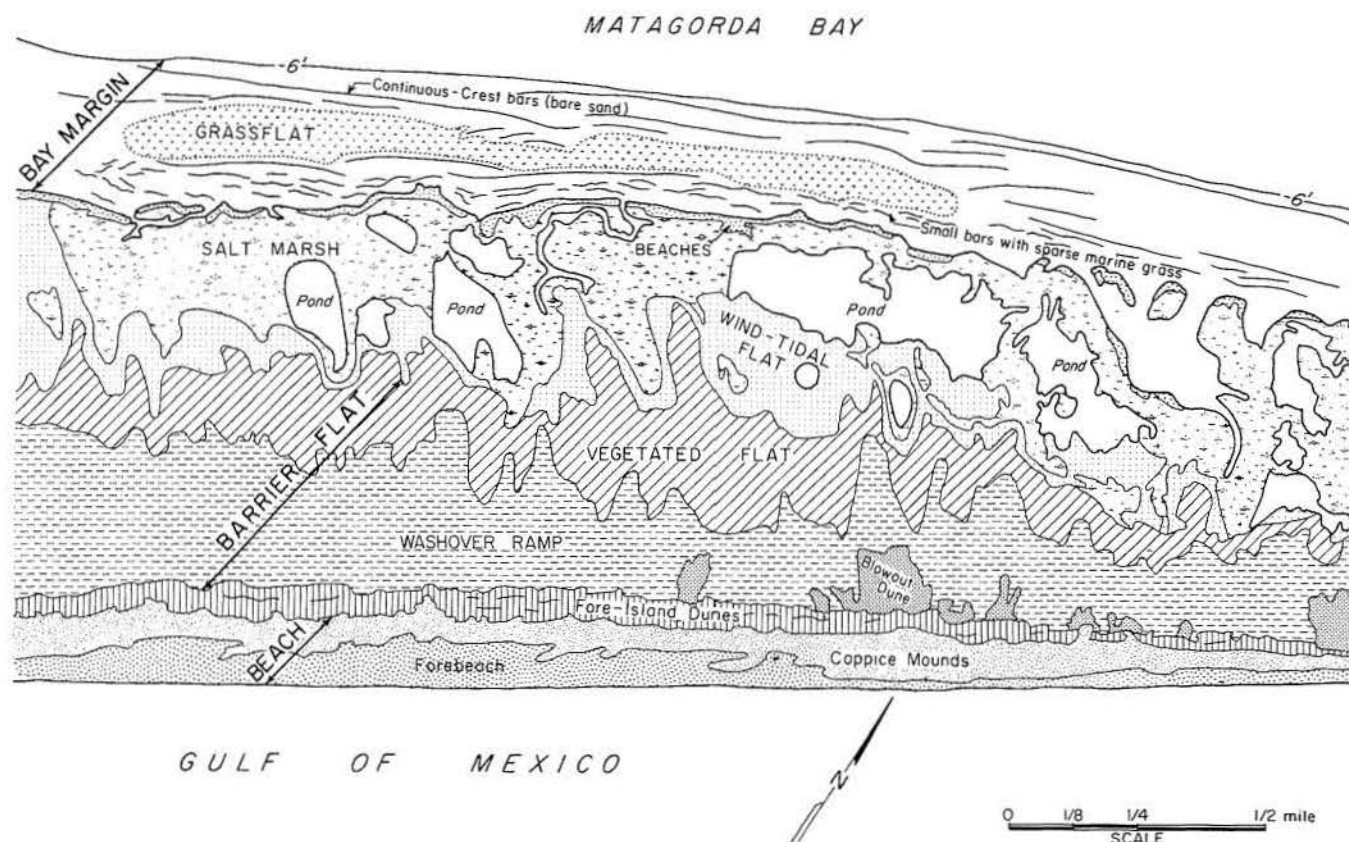 MATAGORDA BAY
-6'
Continuous-Crest bars (bare sand)
BAY MARGIN
GRASSFLAT
-6'
Small bars with sparse marine grass
SALT MARSH
BEACHES
Pond
Pond
Pond
WIND-TIDAL
FLAT
Pond
BARRIER FLAT
VEGETATED FLAT
WASHOVER RAMP
Blowout
Dune
Fore-Island Dunes
BEACH
Forebeach
Coppice Mounds
GULF OF MEXICO
N
0 1/8 1/4 1/2 mile
SCALE